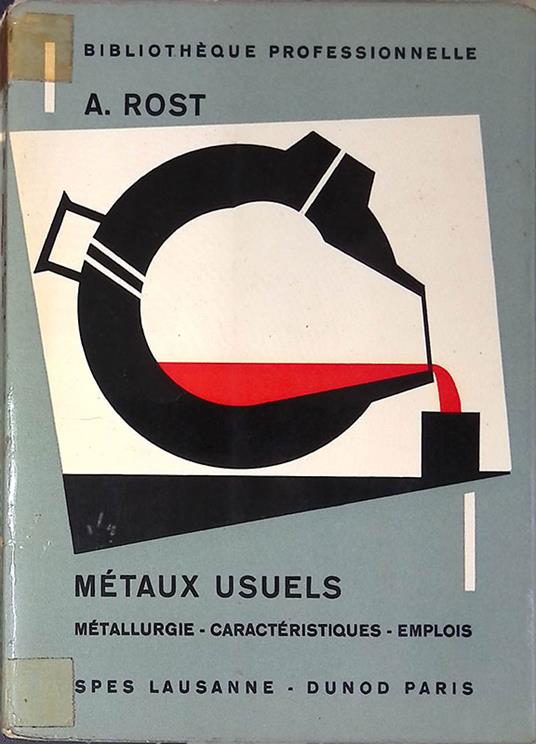 BIBLIOTHÈQUE PROFESSIONNELLE
A. ROST
MÉTAUX USUELS
MÉTALLURGIE - CARACTÉRISTIQUES - EMPLOIS
SPES LAUSANNE - DUNOD PARIS